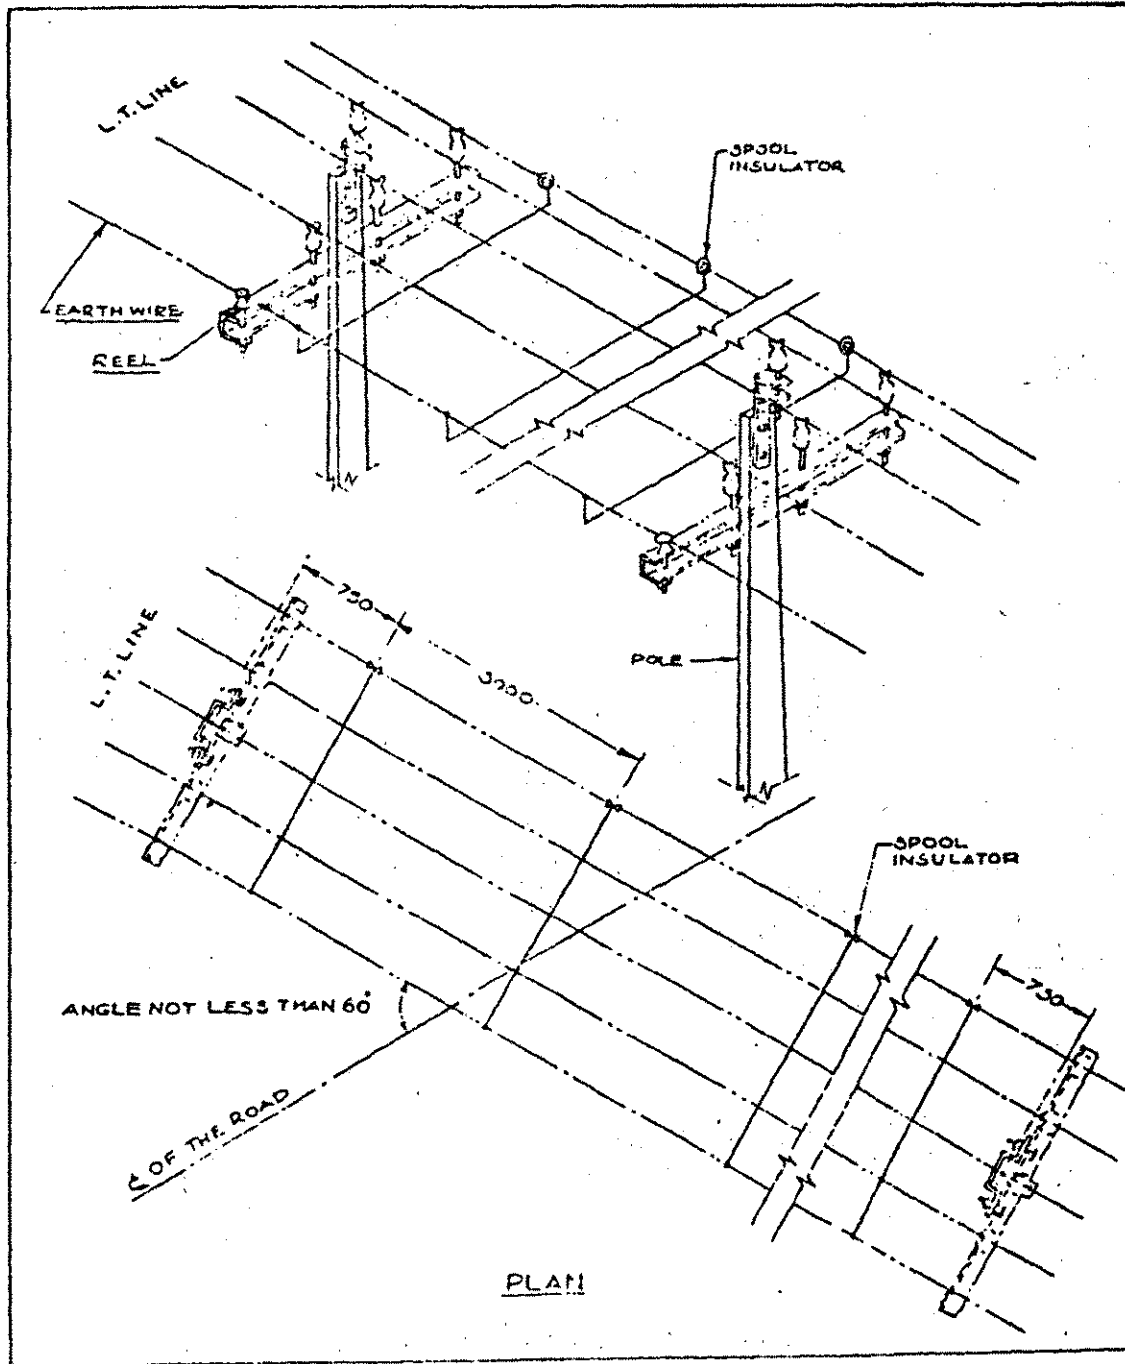 L.T. LINE
SPOOL
INSULATOR
EARTH WIRE
REEL
L.T. LINE
750
3000
POLE
SPOOL
INSULATOR
750
ANGLE NOT LESS THAN 60°
℄ OF THE ROAD
PLAN